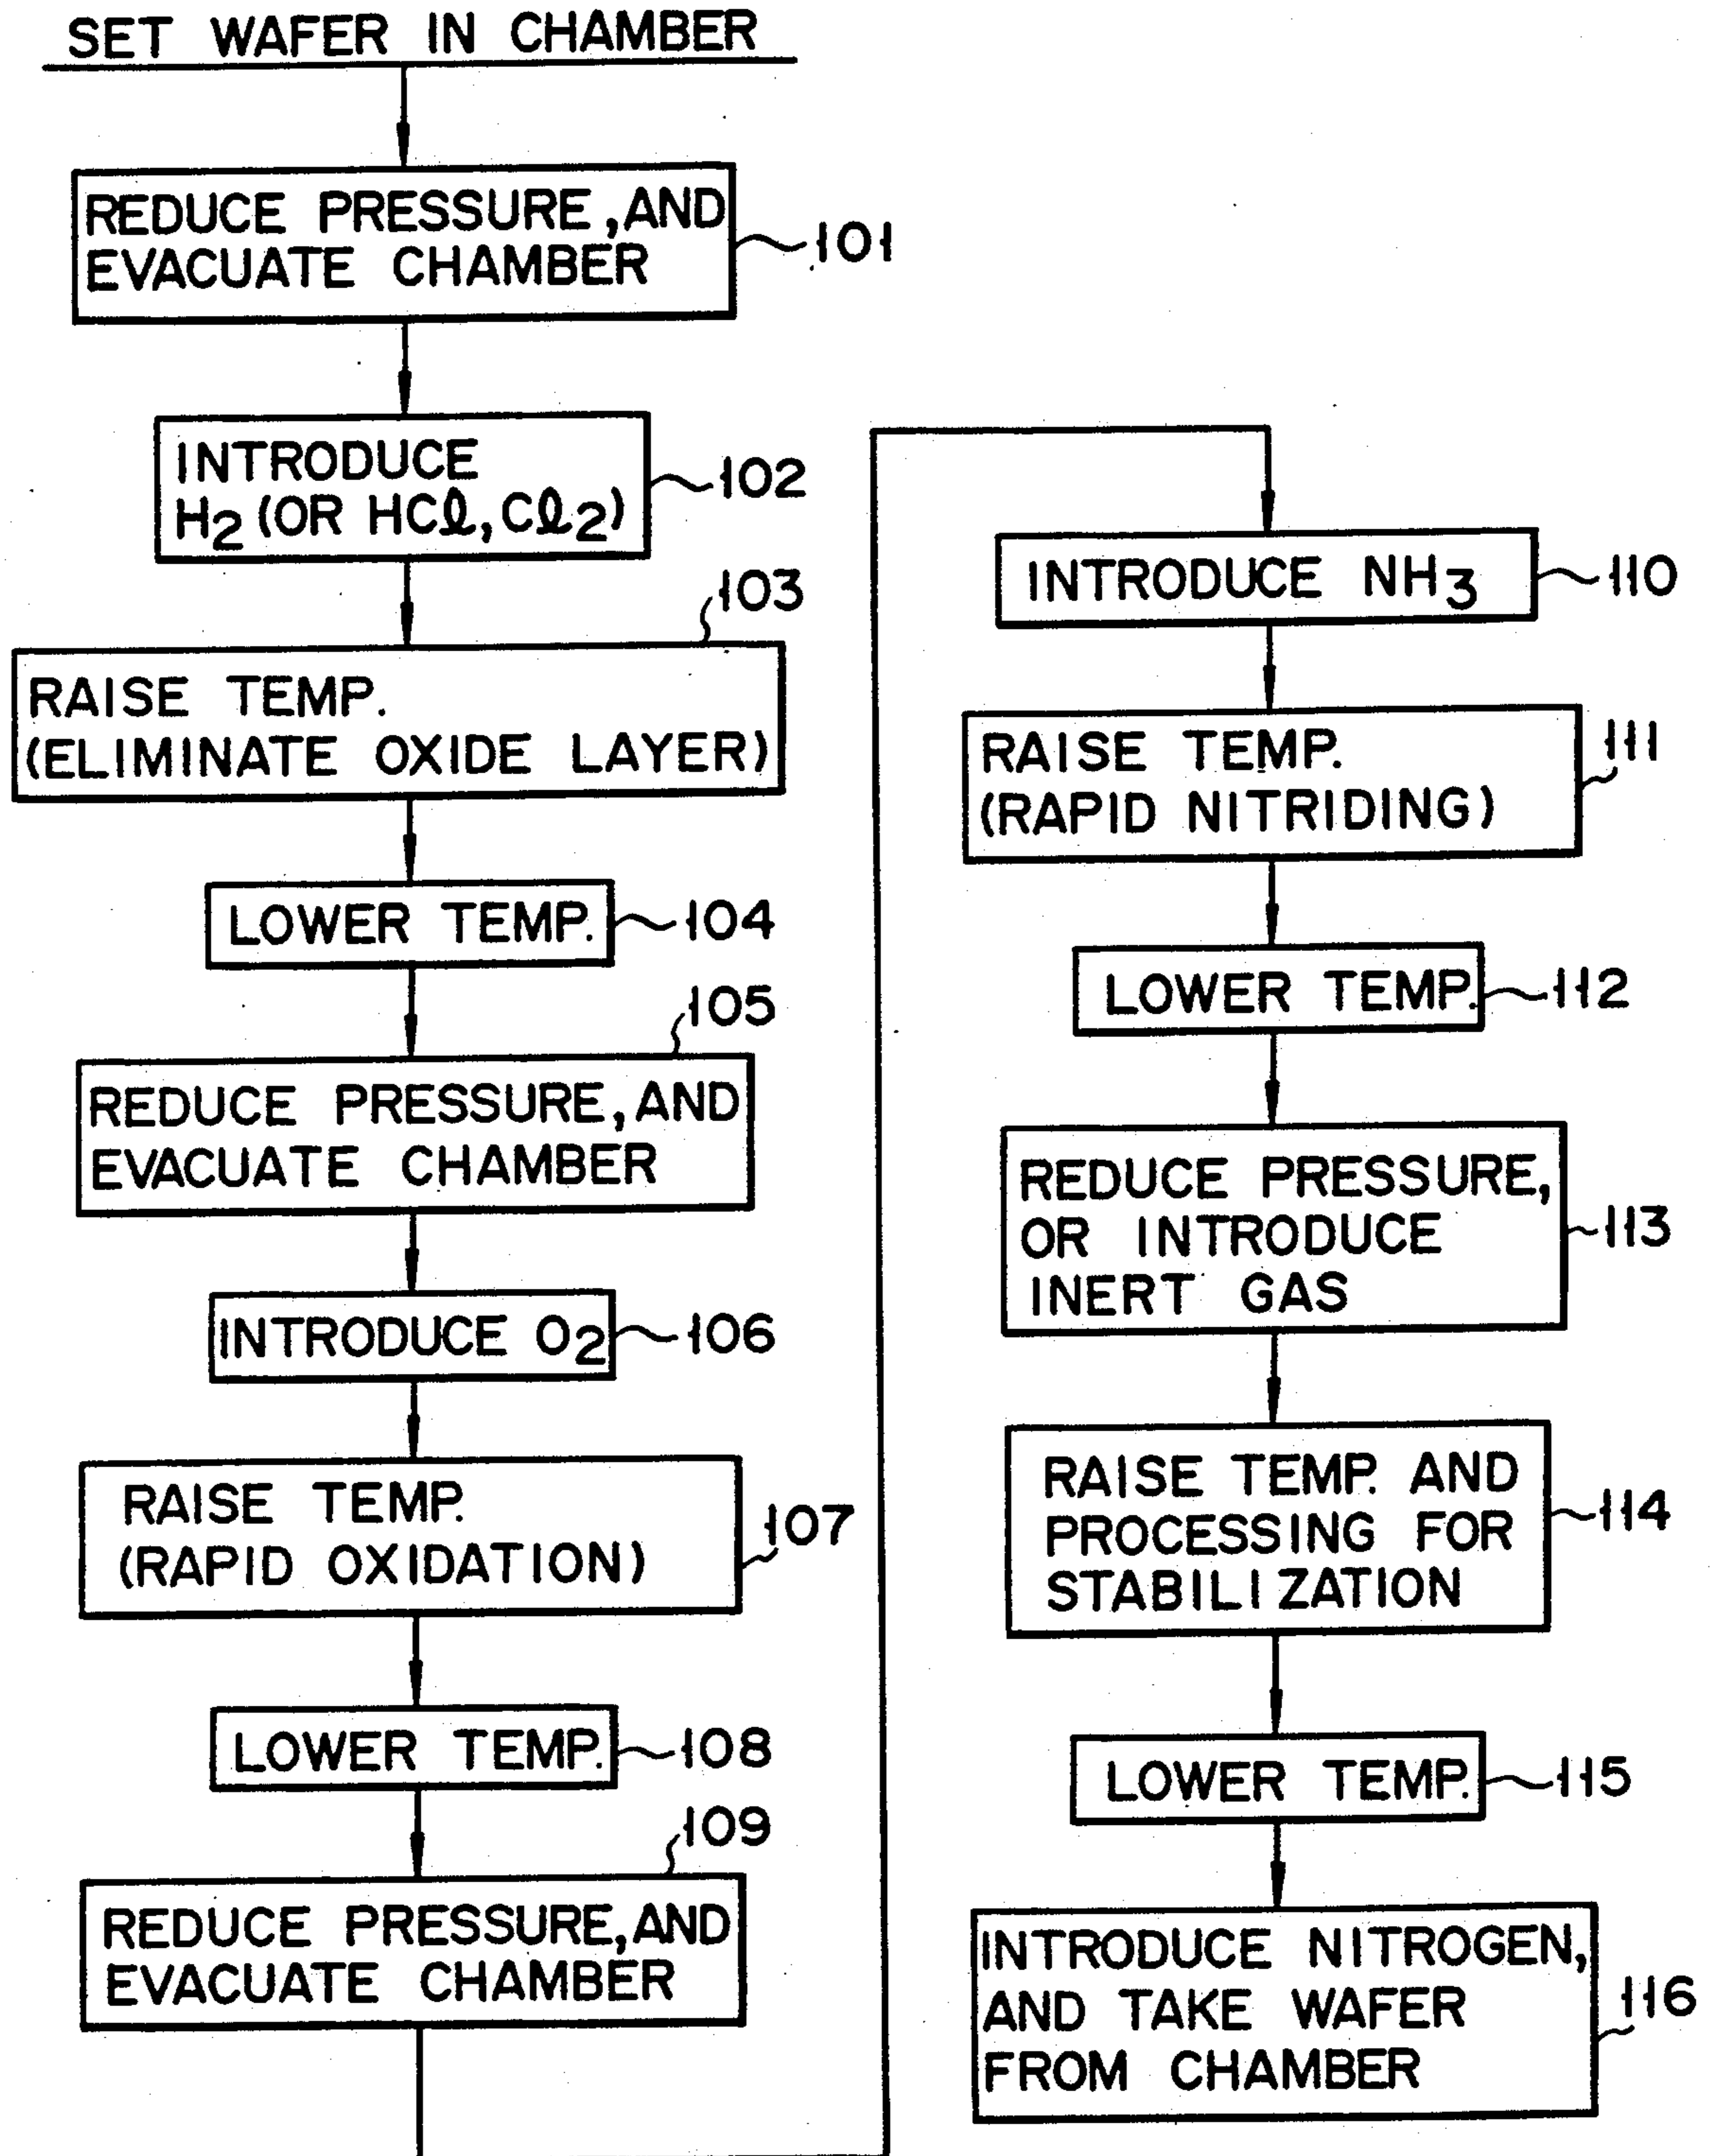 SET WAFER IN CHAMBER
REDUCE PRESSURE, AND
EVACUATE CHAMBER
101
INTRODUCE
H2 (OR HCl, Cl2)
102
103
RAISE TEMP.
(ELIMINATE OXIDE LAYER)
LOWER TEMP.
104
105
REDUCE PRESSURE, AND
EVACUATE CHAMBER
INTRODUCE O2
106
RAISE TEMP.
(RAPID OXIDATION)
107
LOWER TEMP.
108
109
REDUCE PRESSURE, AND
EVACUATE CHAMBER
INTRODUCE NH3
110
RAISE TEMP.
(RAPID NITRIDING)
111
LOWER TEMP.
112
REDUCE PRESSURE,
OR INTRODUCE
INERT GAS
113
RAISE TEMP. AND
PROCESSING FOR
STABILIZATION
114
LOWER TEMP.
115
INTRODUCE NITROGEN,
AND TAKE WAFER
FROM CHAMBER
116